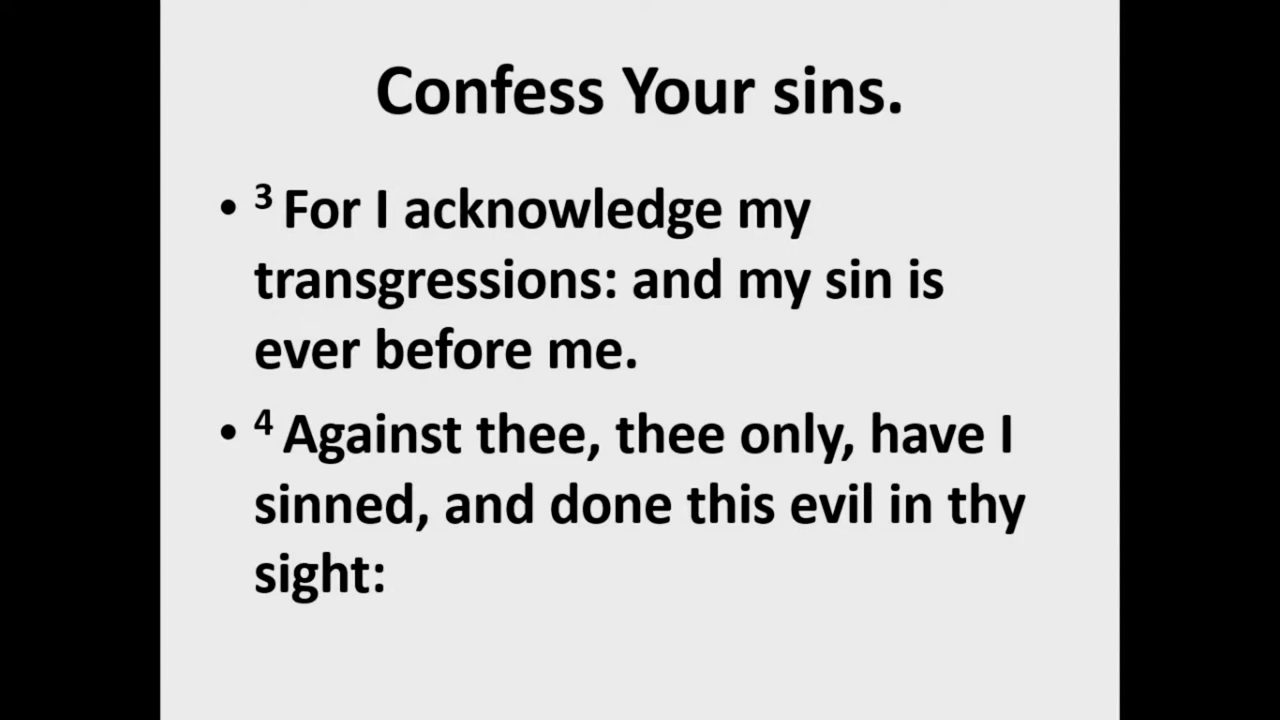 Confess Your sins.
• ³ For I acknowledge my
transgressions: and my sin is
ever before me.
• ⁴ Against thee, thee only, have I
sinned, and done this evil in thy
sight: